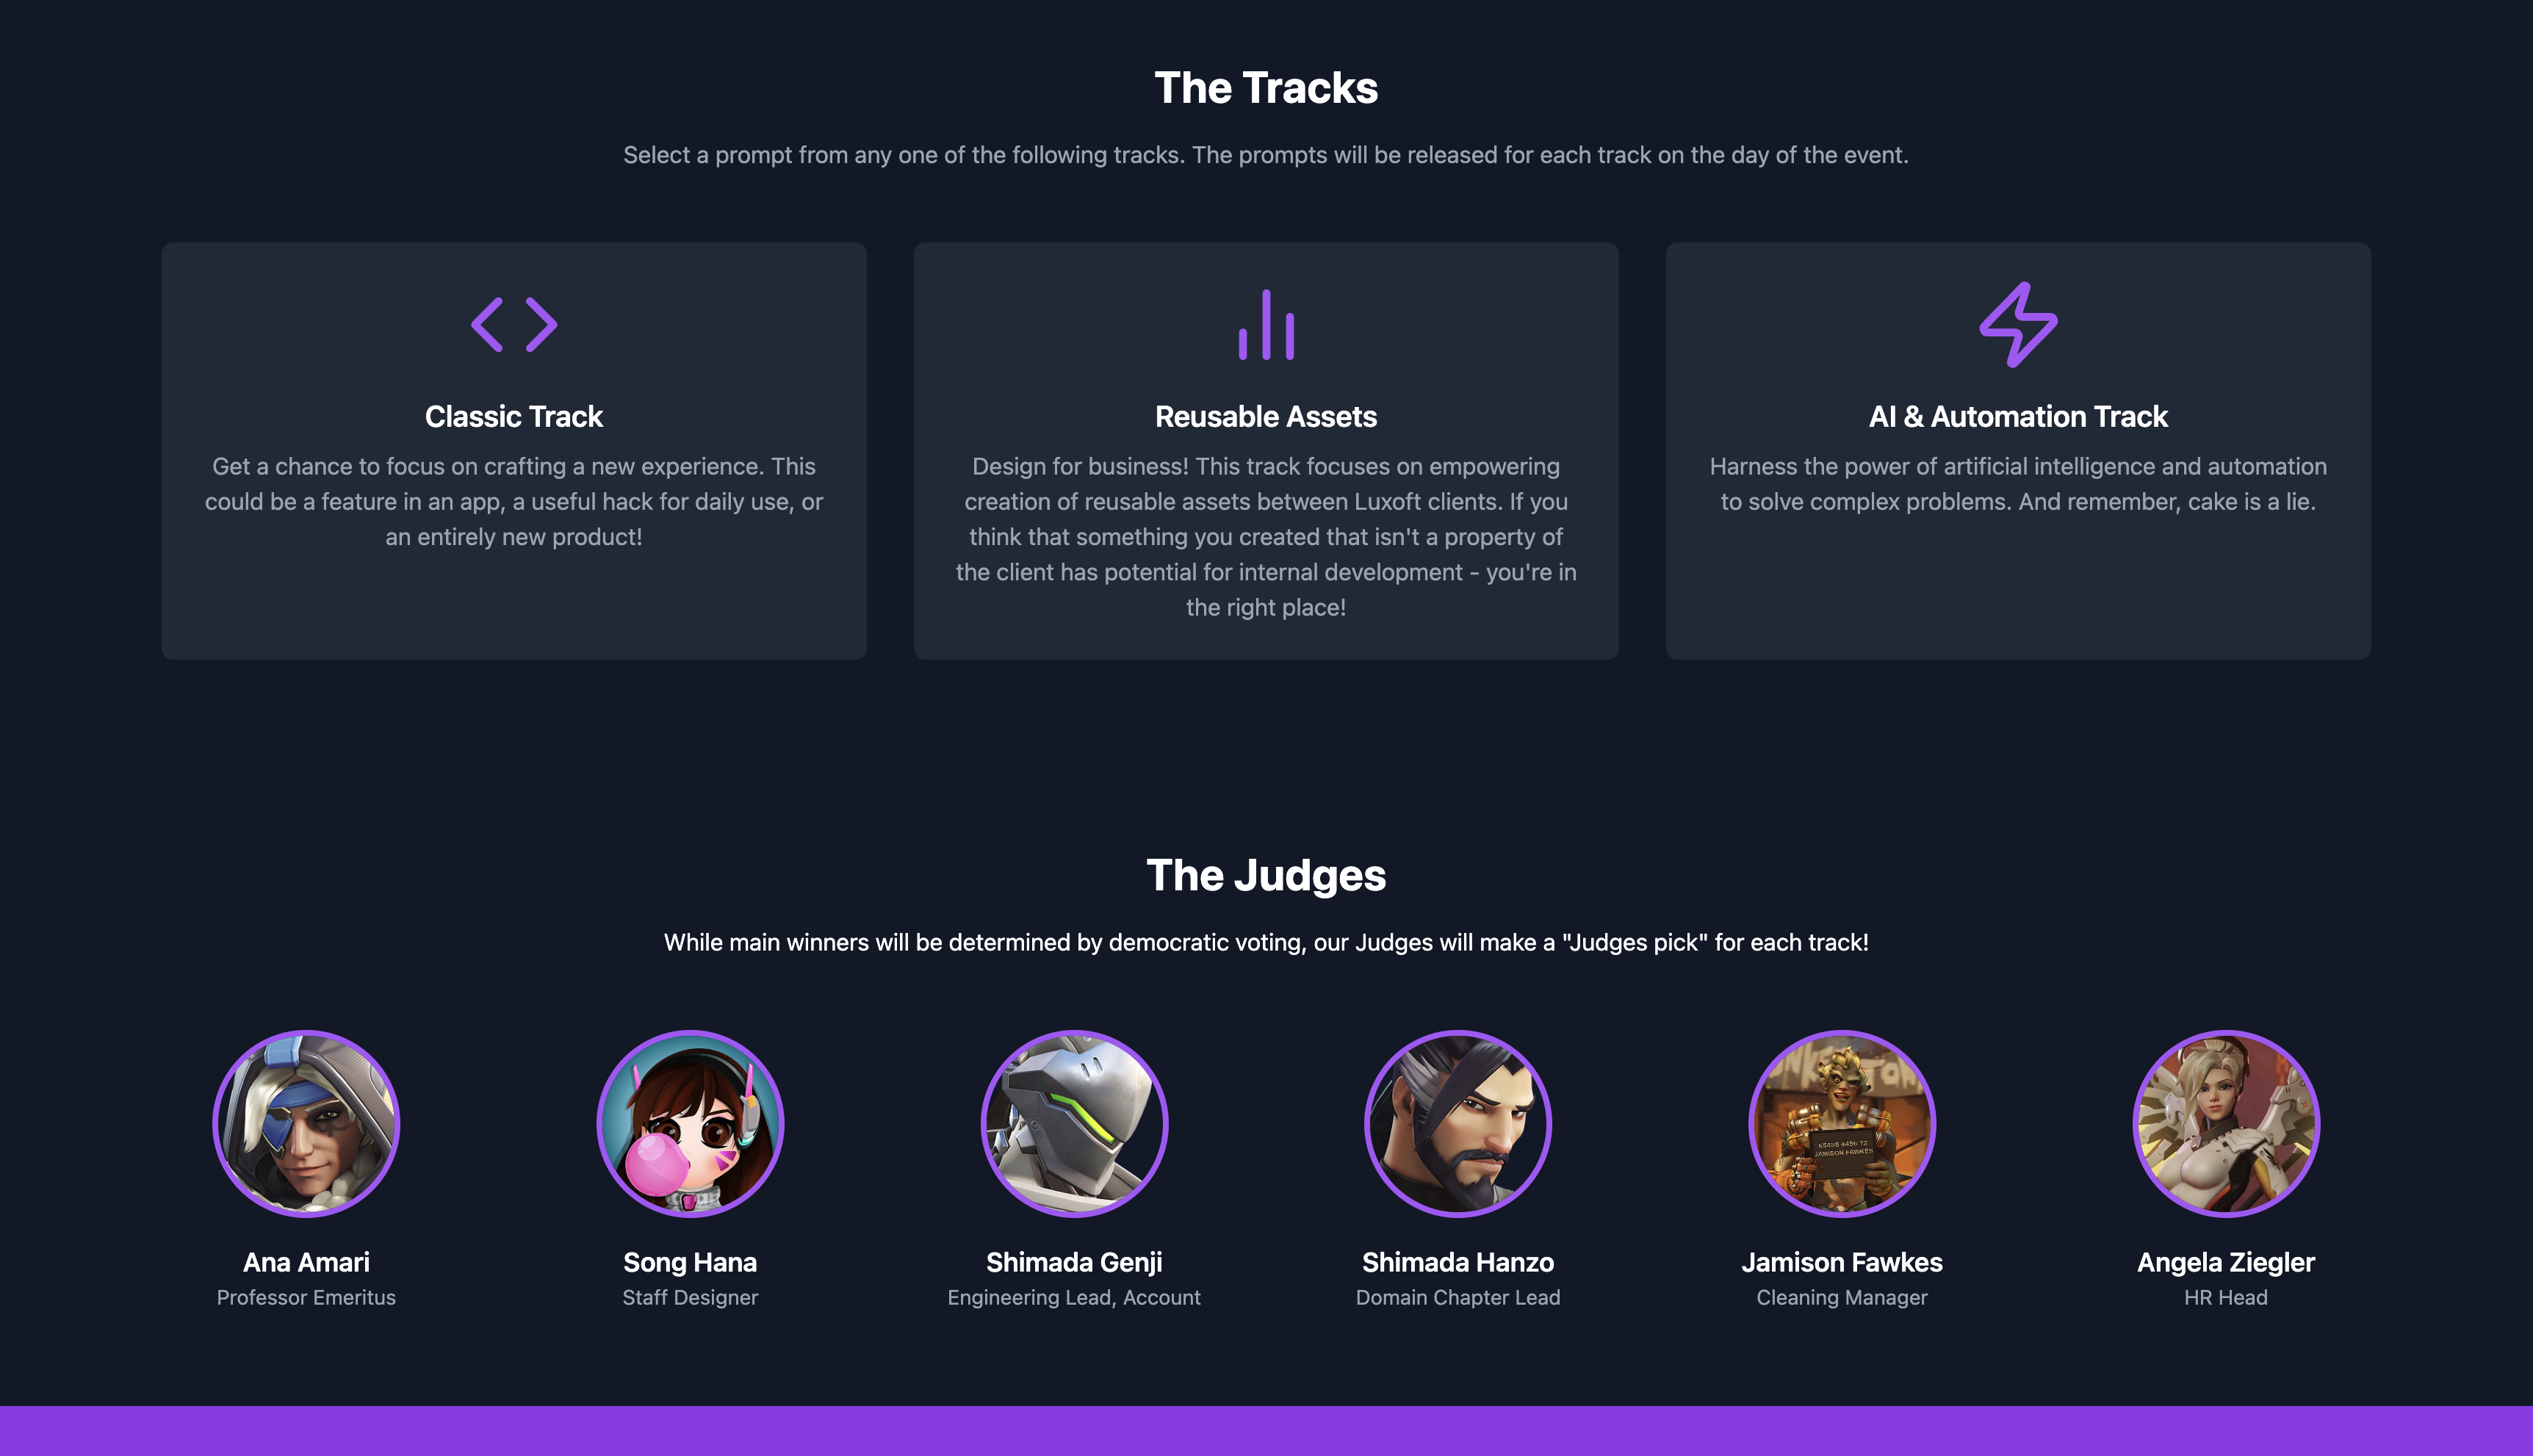 The Tracks
Select a prompt from any one of the following tracks. The prompts will be released for each track on the day of the event.
Classic Track
Get a chance to focus on crafting a new experience. This
could be a feature in an app, a useful hack for daily use, or
an entirely new product!
Reusable Assets
Design for business! This track focuses on empowering
creation of reusable assets between Luxoft clients. If you
think that something you created that isn't a property of
the client has potential for internal development - you're in
the right place!
AI & Automation Track
Harness the power of artificial intelligence and automation
to solve complex problems. And remember, cake is a lie.
The Judges
While main winners will be determined by democratic voting, our Judges will make a "Judges pick" for each track!
JAMISON FAWKES
Ana Amari
Professor Emeritus
Song Hana
Staff Designer
Shimada Genji
Engineering Lead, Account
Shimada Hanzo
Domain Chapter Lead
Jamison Fawkes
Cleaning Manager
Angela Ziegler
HR Head